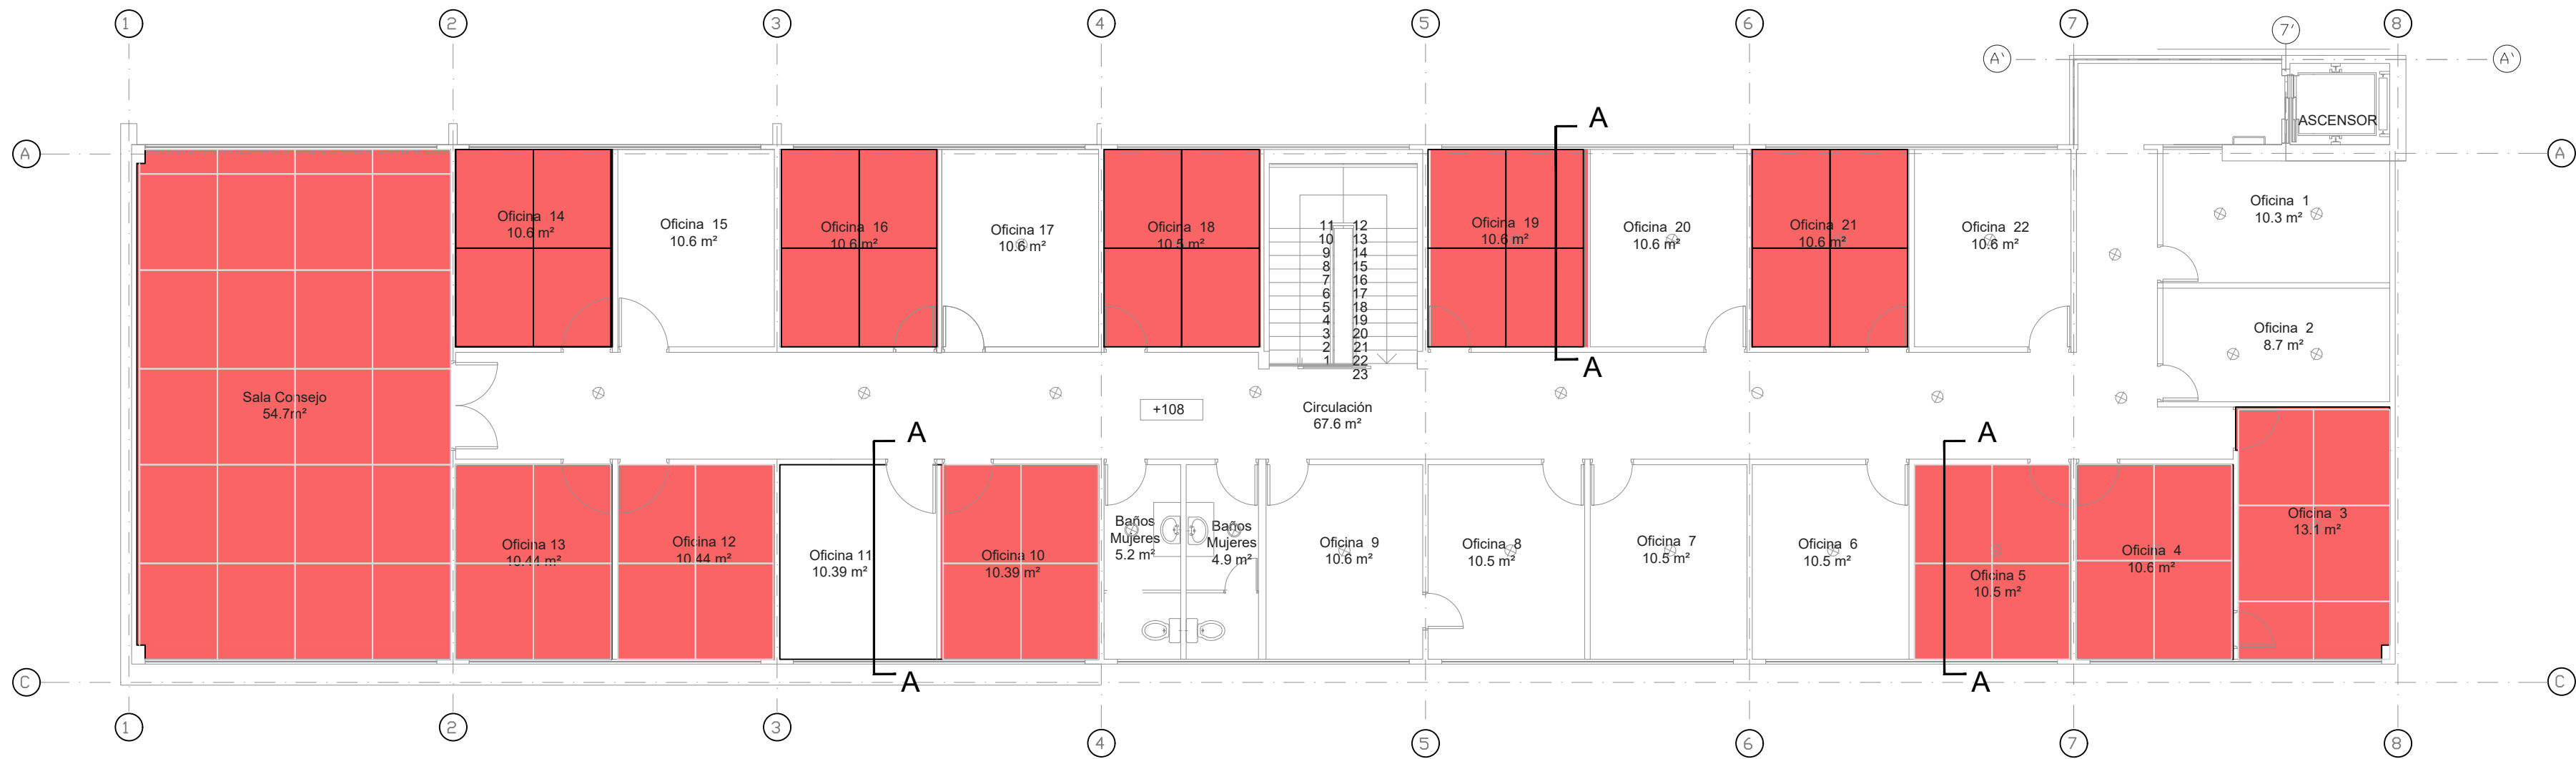 1 2 3 4 5 6 7 7' 8
A' A'
ASCENSOR
A
A A
Oficina 14
10.6 m²
Oficina 15
10.6 m²
Oficina 16
10.6 m²
Oficina 17
10.6 m²
Oficina 18
10.5 m²
11 12
10 13
9 14
8 15
7 16
6 17
5 18
4 19
3 20
2 21
1 22
23
Oficina 19
10.6 m²
Oficina 20
10.6 m²
Oficina 21
10.6 m²
Oficina 22
10.6 m²
Oficina 1
10.3 m²
Oficina 2
8.7 m²
A
Sala Consejo
54.7m²
+108
Circulación
67.6 m²
A
A
Oficina 13
10.44 m²
Oficina 12
10.44 m²
Oficina 11
10.39 m²
Oficina 10
10.39 m²
Baños
Mujeres
5.2 m²
Baños
Mujeres
4.9 m²
Oficina 9
10.6 m²
Oficina 8
10.5 m²
Oficina 7
10.5 m²
Oficina 6
10.5 m²
Oficina 5
10.5 m²
Oficina 4
10.6 m²
Oficina 3
13.1 m²
A
A
C C
1 2 3 4 5 6 7 8